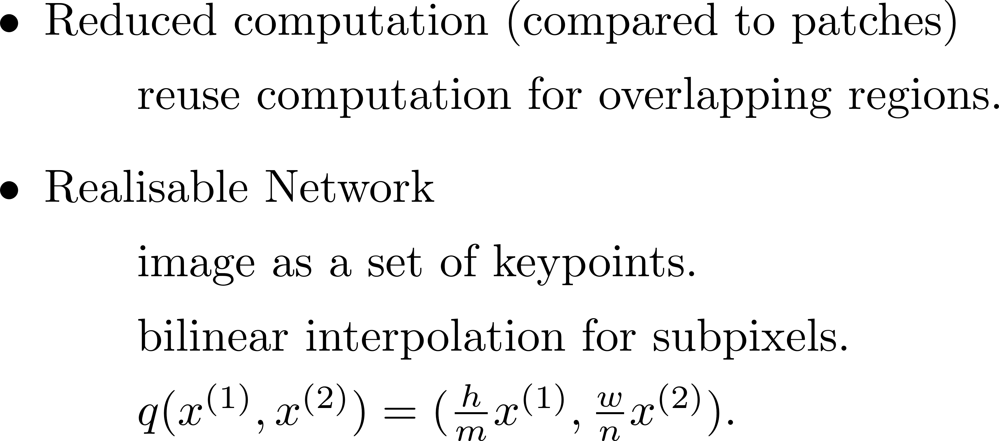 • Reduced computation (compared to patches)
reuse computation for overlapping regions.
• Realisable Network
image as a set of keypoints.
bilinear interpolation for subpixels.
$q(x^{(1)}, x^{(2)}) = (\frac{h}{m}x^{(1)}, \frac{w}{n}x^{(2)}).$